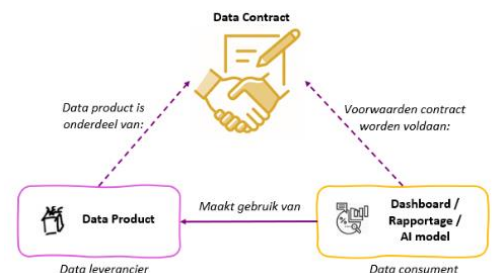 Data Contract
Data product is
onderdeel van:
Voorwaarden contract
worden voldaan:
Data Product
Maakt gebruik van
Dashboard /
Rapportage /
AI model
Data leverancier
Data consument